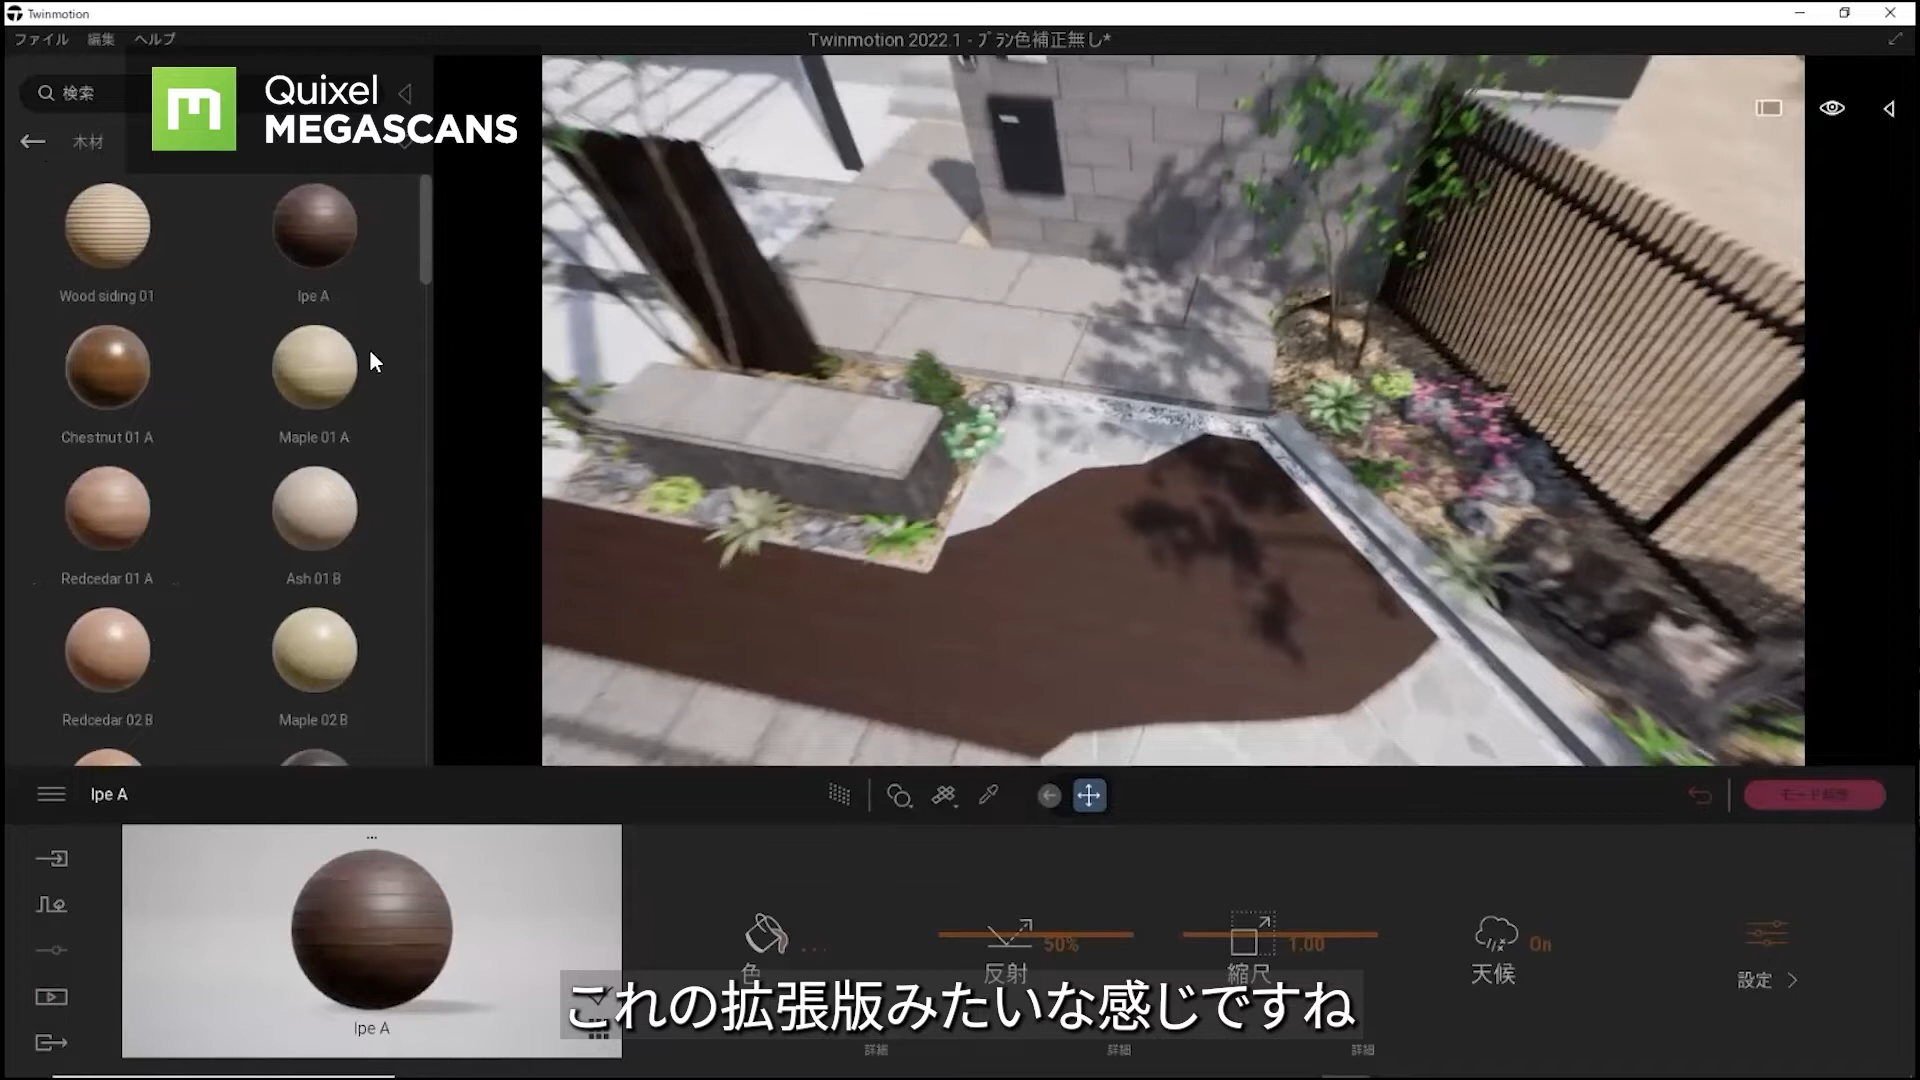 Twinmotion
ファイル 編集 ヘルプ
Twinmotion 2022.1 - プラン色補正無し*
検索
Quixel
MEGASCANS
木材
Wood siding 01
Ipe A
Chestnut 01 A
Maple 01 A
Redcedar 01 A
Ash 01 B
Redcedar 02 B
Maple 02 B
Ipe A
Ipe A
色
50%
反射
1.00
縮尺
On
天候
設定
これの拡張版みたいな感じですね
詳細
詳細
詳細